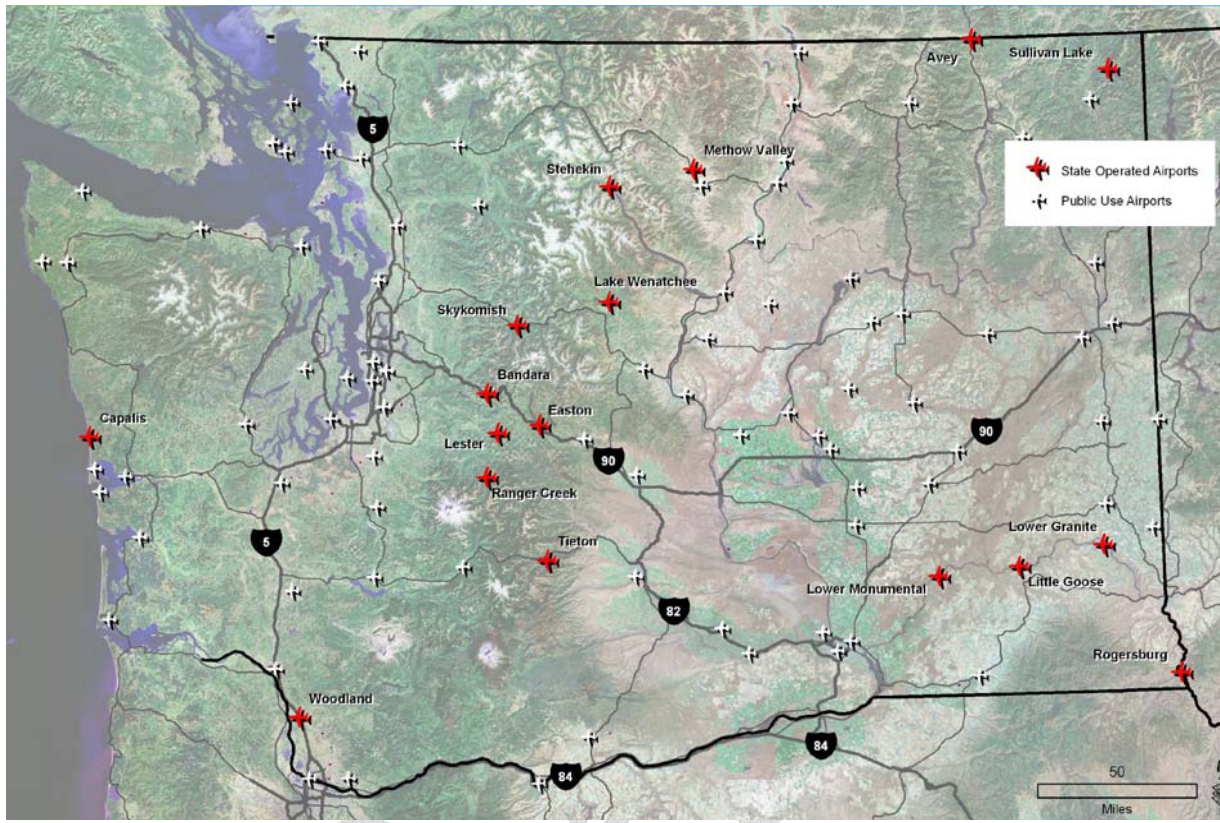 Avey
Sullivan Lake
5
Methow Valley
Stehekin
State Operated Airports
Public Use Airports
Lake Wenatchee
Skykomish
Bandara
Easton
Capalis
Lester
90
90
Ranger Creek
Lower Granite
5
Tieton
Lower Monumental
Little Goose
82
Rogersburg
Woodland
84
84
50
Miles